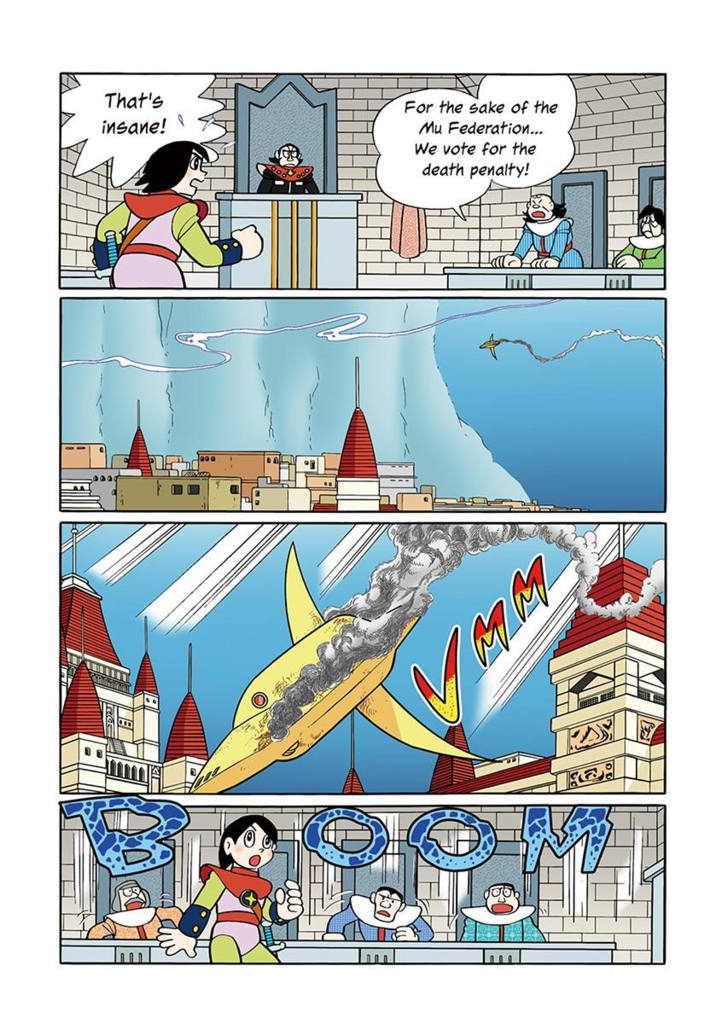 That's
insane!
For the sake of the
Mu Federation...
We vote for the
death penalty!
VMM
BOOM